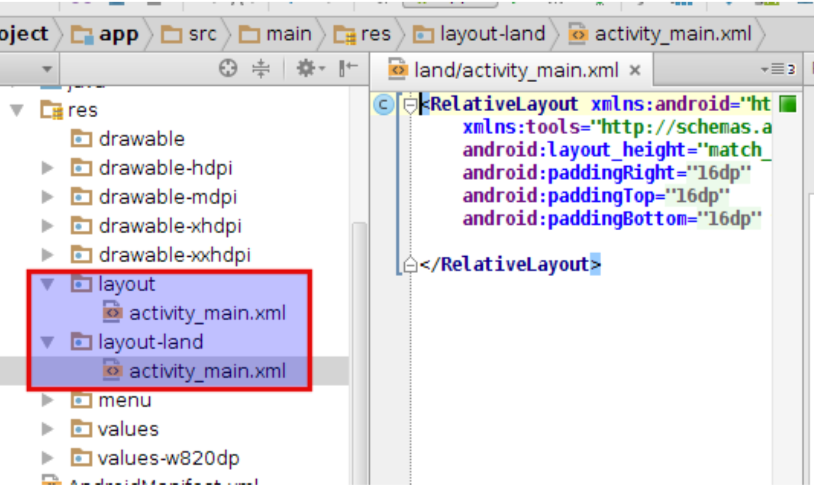 oject app src main res layout-land activity_main.xml
land/activity_main.xml × 3
res
drawable
drawable-hdpi
drawable-mdpi
drawable-xhdpi
drawable-xxhdpi
layout
activity_main.xml
layout-land
activity_main.xml
menu
values
values-w820dp
AndroidManifest.xml
C <RelativeLayout xmlns:android="ht
xmlns:tools="http://schemas.a
android:layout_height="match_
android:paddingRight="16dp"
android:paddingTop="16dp"
android:paddingBottom="16dp"
</RelativeLayout>